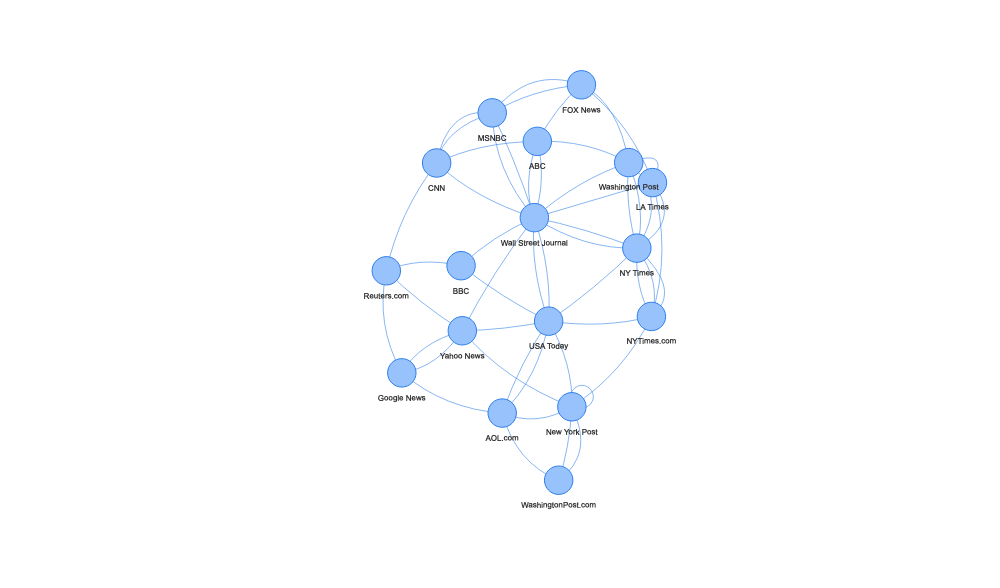 FOX News
MSNBC
ABC
CNN
Washington Post
LA Times
Wall Street Journal
NY Times
BBC
Reuters.com
NYTimes.com
USA Today
Yahoo News
Google News
New York Post
AOL.com
WashingtonPost.com